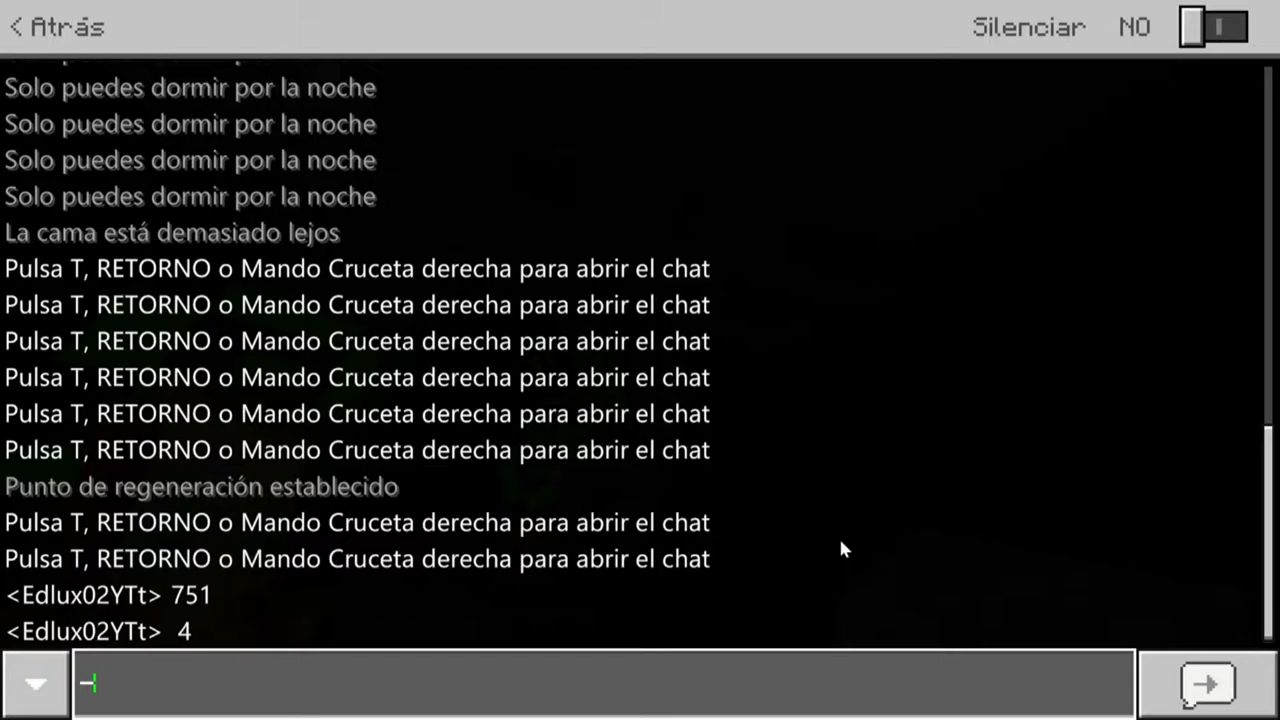 < Atrás
Silenciar NO
Solo puedes dormir por la noche
Solo puedes dormir por la noche
Solo puedes dormir por la noche
Solo puedes dormir por la noche
La cama está demasiado lejos
Pulsa T, RETORNO o Mando Cruceta derecha para abrir el chat
Pulsa T, RETORNO o Mando Cruceta derecha para abrir el chat
Pulsa T, RETORNO o Mando Cruceta derecha para abrir el chat
Pulsa T, RETORNO o Mando Cruceta derecha para abrir el chat
Pulsa T, RETORNO o Mando Cruceta derecha para abrir el chat
Pulsa T, RETORNO o Mando Cruceta derecha para abrir el chat
Punto de regeneración establecido
Pulsa T, RETORNO o Mando Cruceta derecha para abrir el chat
Pulsa T, RETORNO o Mando Cruceta derecha para abrir el chat
<Edlux02YTt> 751
<Edlux02YTt> 4
-